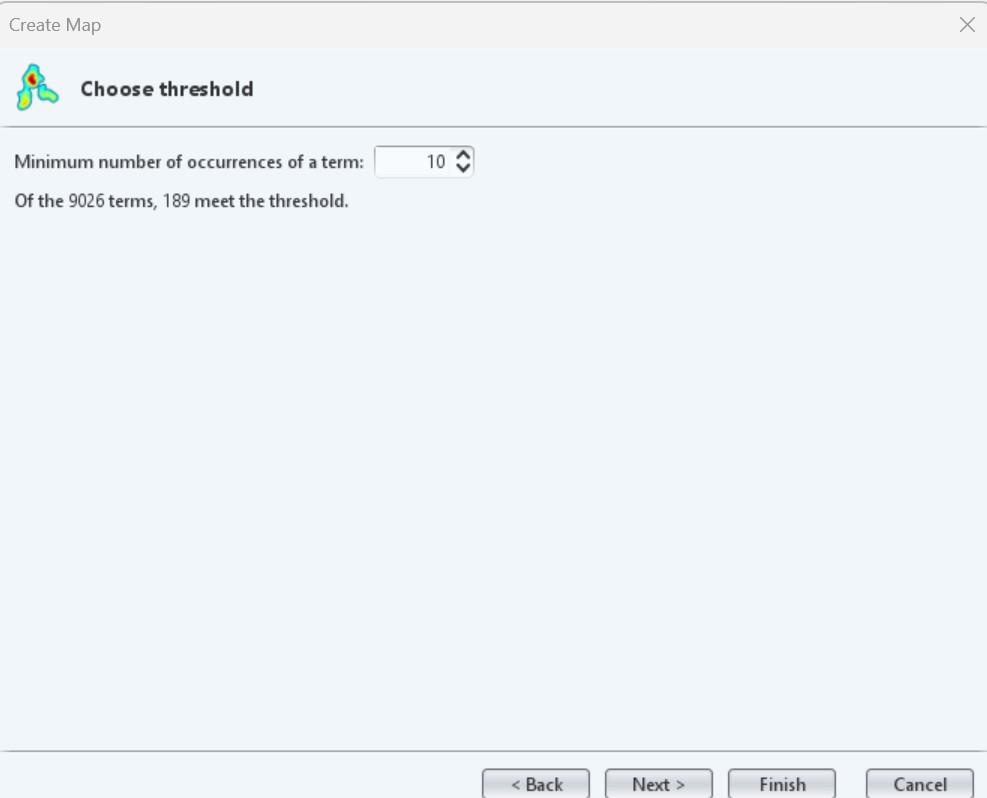 Create Map
Choose threshold
Minimum number of occurrences of a term: 10
Of the 9026 terms, 189 meet the threshold.
< Back Next > Finish Cancel